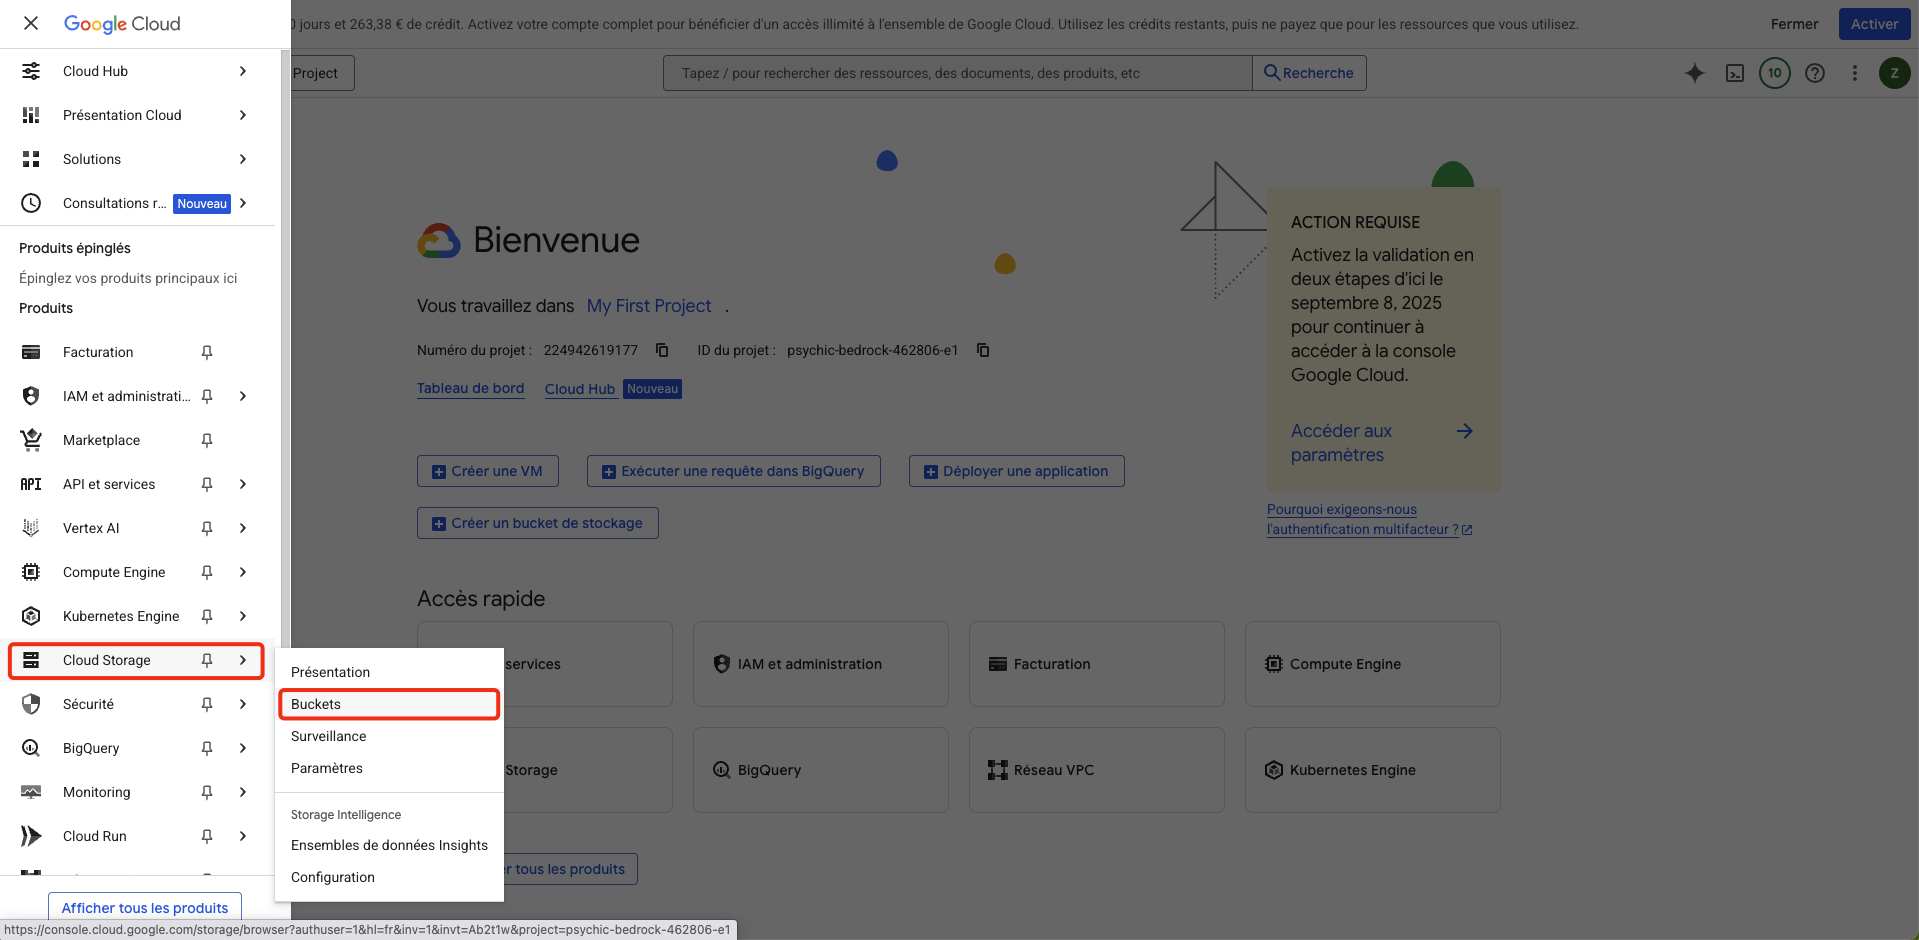 Google Cloud
0 jours et 263,38 € de crédit. Activez votre compte complet pour bénéficier d'un accès illimité à l'ensemble de Google Cloud. Utilisez les crédits restants, puis ne payez que pour les ressources que vous utilisez.
Fermer
Activer
Project
Tapez / pour rechercher des ressources, des documents, des produits, etc
Recherche
10
Z
Cloud Hub
Présentation Cloud
Solutions
Consultations r... Nouveau
Produits épinglés
Épinglez vos produits principaux ici
Produits
Facturation
IAM et administrati...
Marketplace
API API et services
Vertex AI
Compute Engine
Kubernetes Engine
Cloud Storage
Sécurité
BigQuery
Monitoring
Cloud Run
Afficher tous les produits
Présentation
Buckets
Surveillance
Paramètres
Storage Intelligence
Ensembles de données Insights
Configuration
Bienvenue
Vous travaillez dans My First Project .
Numéro du projet : 224942619177 ID du projet : psychic-bedrock-462806-e1
Tableau de bord Cloud Hub Nouveau
Créer une VM
Exécuter une requête dans BigQuery
Déployer une application
Créer un bucket de stockage
ACTION REQUISE
Activez la validation en
deux étapes d'ici le
septembre 8, 2025
pour continuer à
accéder à la console
Google Cloud.
Accéder aux
paramètres
Pourquoi exigeons-nous
l'authentification multifacteur ?
Accès rapide
services
IAM et administration
Facturation
Compute Engine
Storage
BigQuery
Réseau VPC
Kubernetes Engine
er tous les produits
https://console.cloud.google.com/storage/browser?authuser=1&hl=fr&inv=1&invt=Ab2t1w&project=psychic-bedrock-462806-e1